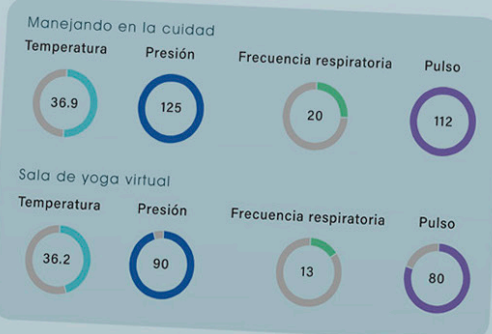 Manejando en la cuidad
Temperatura Presión Frecuencia respiratoria Pulso
36.9 125 20 112
Sala de yoga virtual
Temperatura Presión Frecuencia respiratoria Pulso
36.2 90 13 80